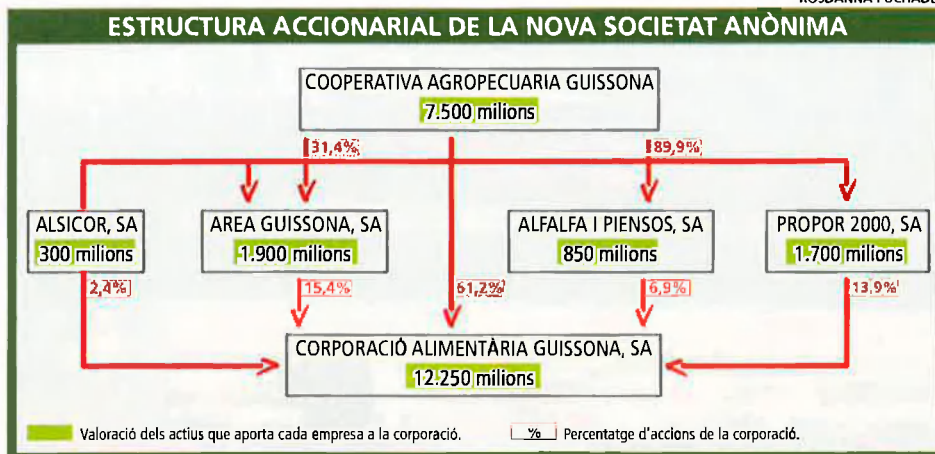 ESTRUCTURA ACCIONARIAL DE LA NOVA SOCIETAT ANÒNIMA
COOPERATIVA AGROPECUARIA GUISSONA
7.500 milions
31,4%
89,9%
ALSICOR, SA
300 milions
AREA GUISSONA, SA
1.900 milions
ALFALFA I PIENSOS, SA
850 milions
PROPOR 2000, SA
1.700 milions
2,4%
15,4%
61,2%
6,9%
13,9%
CORPORACIÓ ALIMENTÀRIA GUISSONA, SA
12.250 milions
Valoració dels actius que aporta cada empresa a la corporació.
% Percentatge d'accions de la corporació.